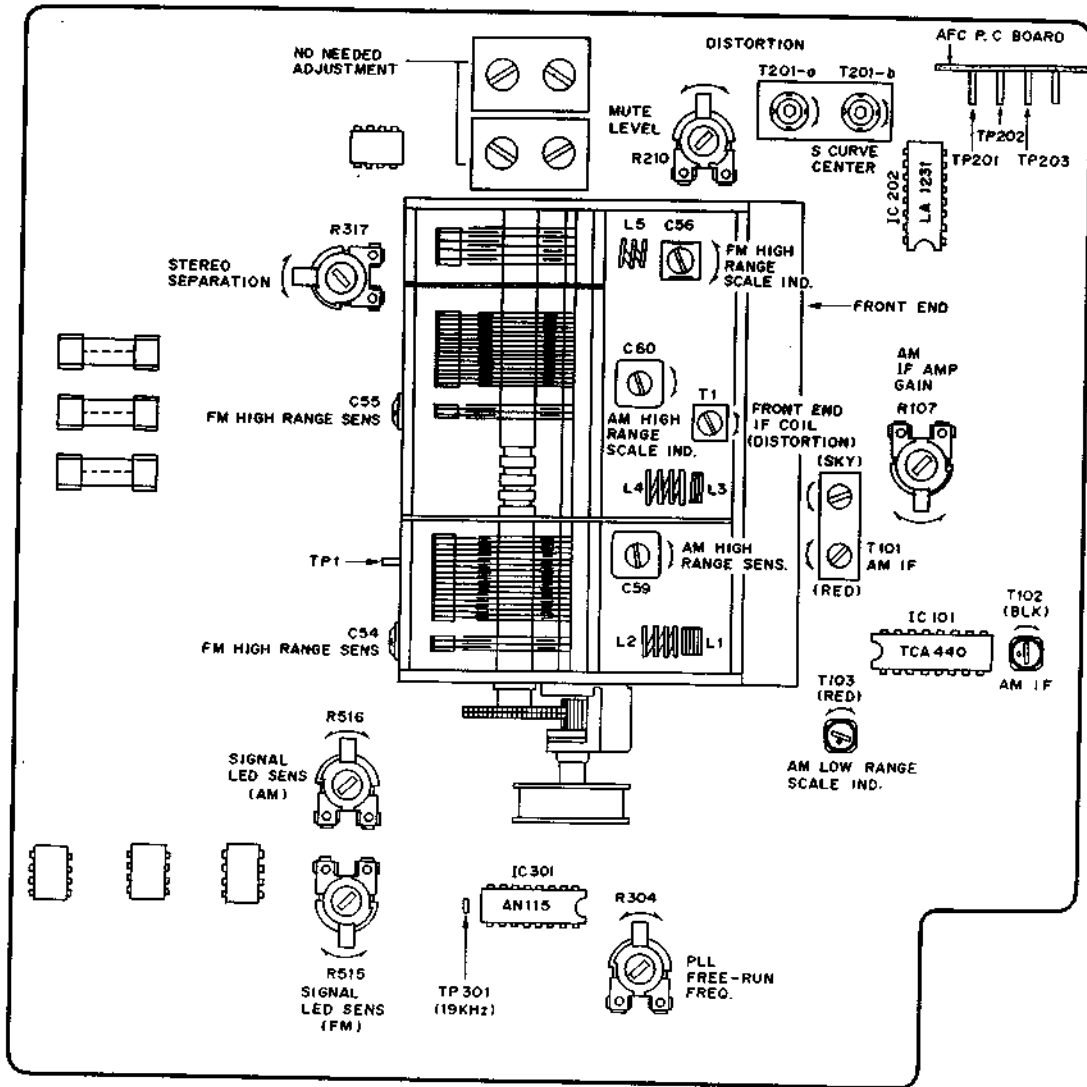 NO NEEDED
ADJUSTMENT
DISTORTION
T201-a
T201-b
AFC P.C BOARD
MUTE
LEVEL
R210
S CURVE
CENTER
TP202
TP201
TP203
IC 202
LA 1231
R317
STEREO
SEPARATION
L5
C56
FM HIGH
RANGE
SCALE IND.
FRONT END
C60
AM HIGH
RANGE
SCALE IND.
T1
FRONT END
IF COIL
(DISTORTION)
AM
IF AMP
GAIN
R107
C55
FM HIGH RANGE SENS
(SKY)
L4
L3
T101
AM IF
(RED)
TP1
AM HIGH
RANGE SENS.
C59
C54
FM HIGH RANGE SENS
L2
L1
IC101
TCA 440
T102
(BLK)
AM IF
T103
(RED)
AM LOW RANGE
SCALE IND.
R516
SIGNAL
LED SENS
(AM)
IC301
AN115
R304
R515
SIGNAL
LED SENS
(FM)
TP301
(19KHz)
PLL
FREE-RUN
FREQ.